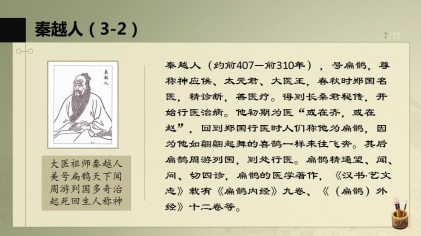 秦越人（3-2）
7
秦越人
大医祖师秦越人
美号扁鹊天下闻
周游列国多奇治
起死回生人称神
秦越人（约前407—前310年），号扁鹊，尊
称神应侯、太元君、大医王，春秋时郑国名
医，精诊断，善医疗。得到长桑君秘传，开
始行医治病。他初期为医“或在齐，或在
赵”，回到郑国行医时人们称他为扁鹊，因
为他如翩翩起舞的喜鹊一样来往飞奔。其后
扁鹊周游列国，到处行医。扁鹊精通望、闻、
问、切四诊，扁鹊的医学著作，《汉书·艺文
志》载有《扁鹊内经》九卷、《（扁鹊）外
经》十二卷等。